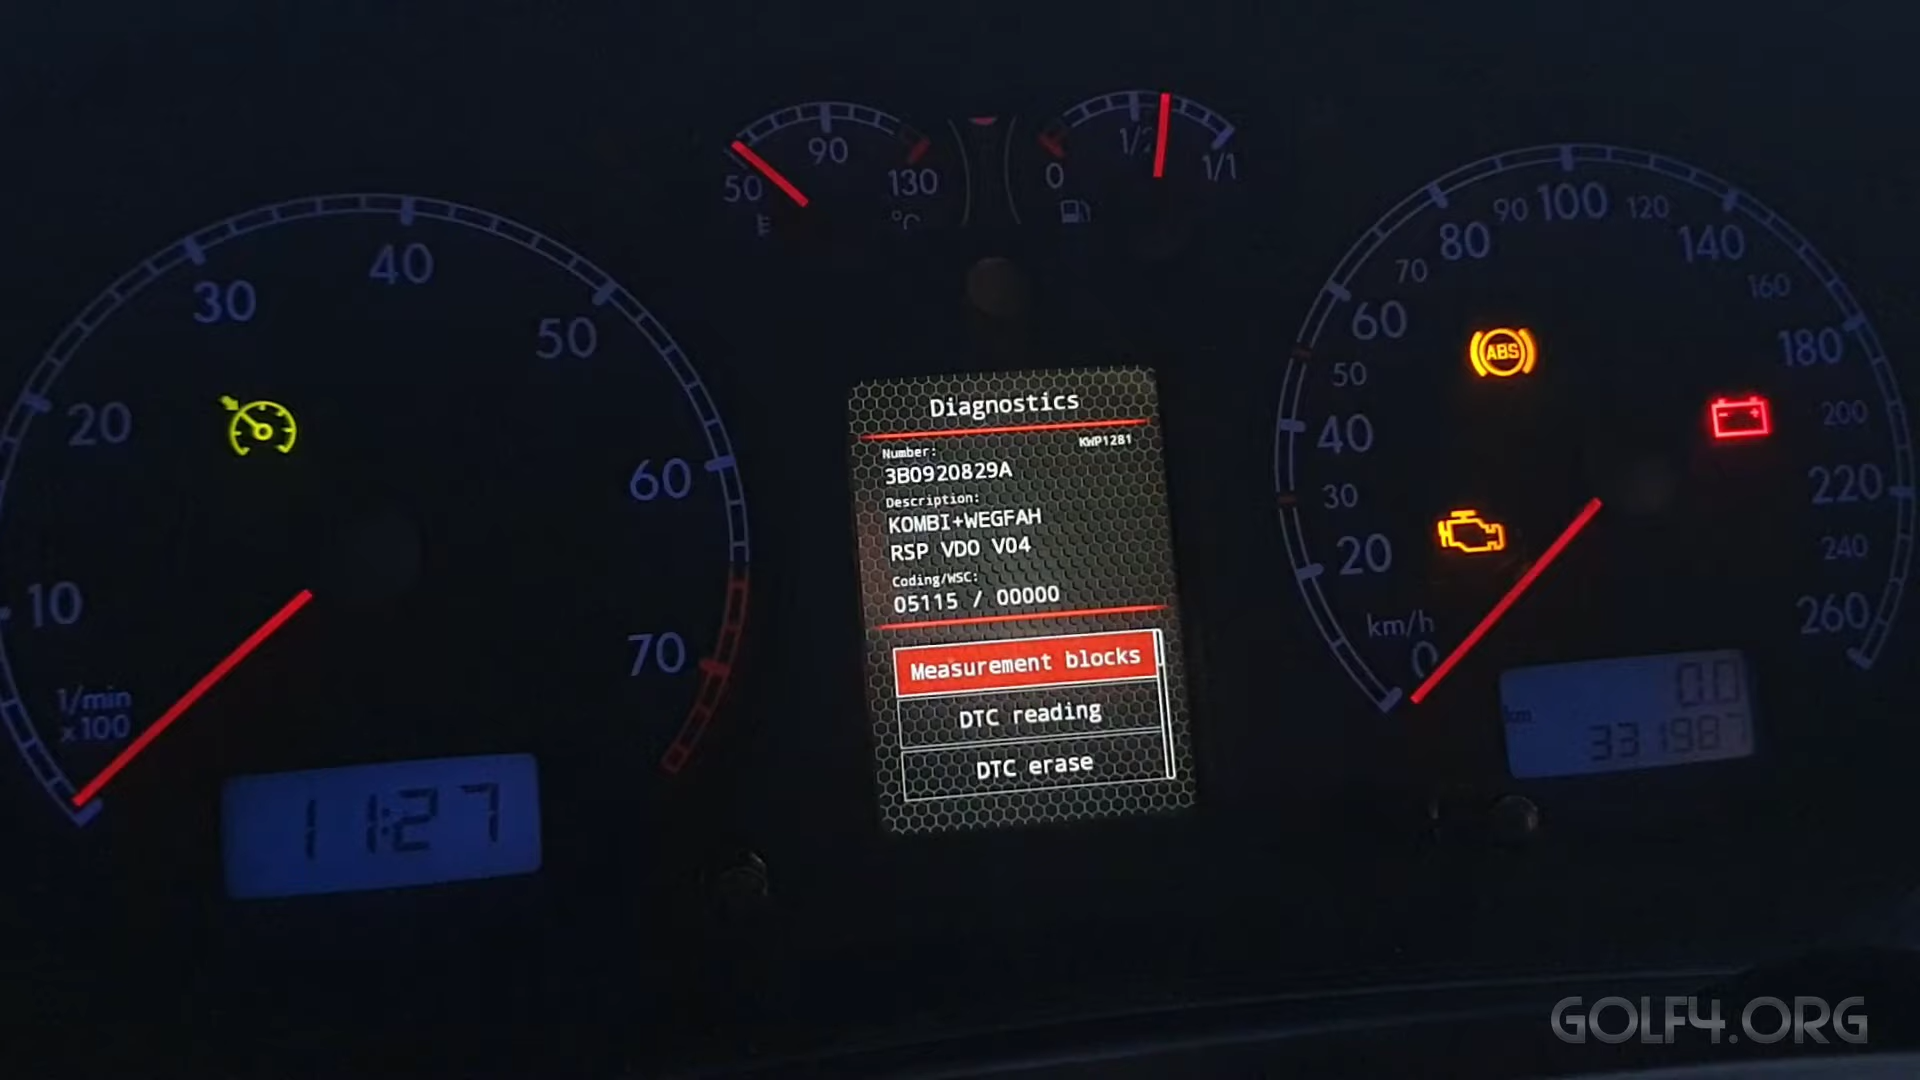 50
90
130
°C
0
1/2
1/1
10
20
30
40
50
60
70
1/min
x100
11:27
Diagnostics
KWP1281
Number:
3B0920829A
Description:
KOMBI+WEGFAH
RSP VDO V04
Coding/WSC:
05115 / 00000
Measurement blocks
DTC reading
DTC erase
0
20
30
40
50
60
70
80
90
100
120
140
160
180
200
220
240
260
km/h
ABS
0.0
km
331987
GOLF4.ORG